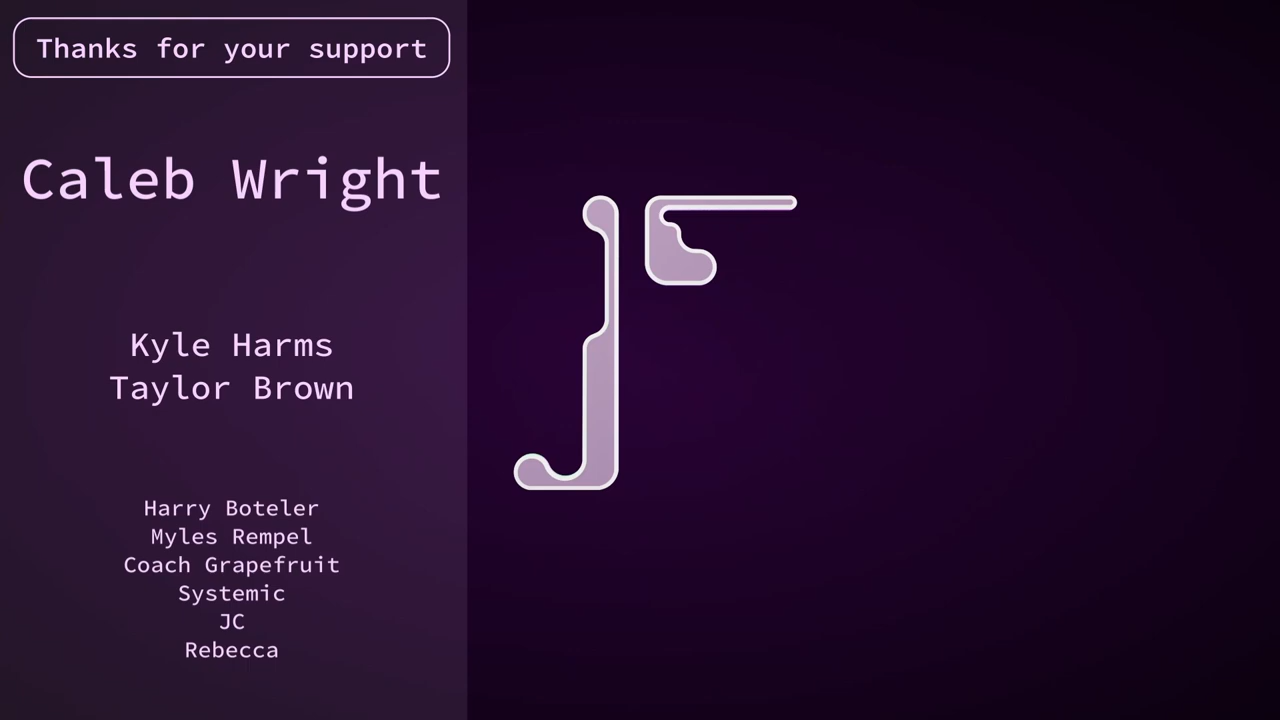 Thanks for your support
Caleb Wright
Kyle Harms
Taylor Brown
Harry Boteler
Myles Rempel
Coach Grapefruit
Systemic
JC
Rebecca